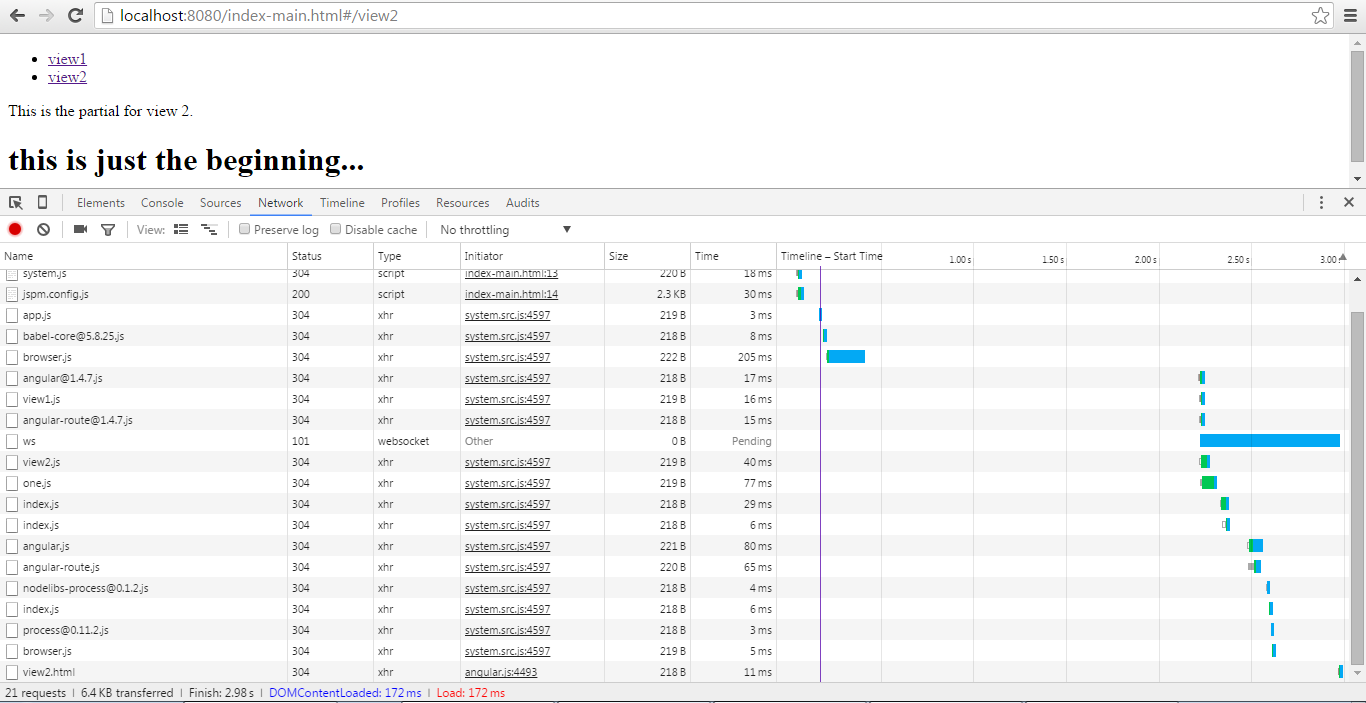 localhost:8080/index-main.html#/view2
view1
view2
This is the partial for view 2.
this is just the beginning...
Elements Console Sources Network Timeline Profiles Resources Audits
View: Preserve log Disable cache No throttling
Name Status Type Initiator Size Time Timeline – Start Time 1.00 s 1.50 s 2.00 s 2.50 s 3.00
system.js 304 script index-main.html:13 220 B 18 ms
jspm.config.js 200 script index-main.html:14 2.3 KB 30 ms
app.js 304 xhr system.src.js:4597 219 B 3 ms
babel-core@5.8.25.js 304 xhr system.src.js:4597 218 B 8 ms
browser.js 304 xhr system.src.js:4597 222 B 205 ms
angular@1.4.7.js 304 xhr system.src.js:4597 218 B 17 ms
view1.js 304 xhr system.src.js:4597 219 B 16 ms
angular-route@1.4.7.js 304 xhr system.src.js:4597 218 B 15 ms
ws 101 websocket Other 0 B Pending
view2.js 304 xhr system.src.js:4597 219 B 40 ms
one.js 304 xhr system.src.js:4597 219 B 77 ms
index.js 304 xhr system.src.js:4597 218 B 29 ms
index.js 304 xhr system.src.js:4597 218 B 6 ms
angular.js 304 xhr system.src.js:4597 221 B 80 ms
angular-route.js 304 xhr system.src.js:4597 220 B 65 ms
nodelibs-process@0.1.2.js 304 xhr system.src.js:4597 218 B 4 ms
index.js 304 xhr system.src.js:4597 218 B 6 ms
process@0.11.2.js 304 xhr system.src.js:4597 218 B 3 ms
browser.js 304 xhr system.src.js:4597 219 B 5 ms
view2.html 304 xhr angular.js:4493 218 B 11 ms
21 requests | 6.4 KB transferred | Finish: 2.98 s | DOMContentLoaded: 172 ms | Load: 172 ms